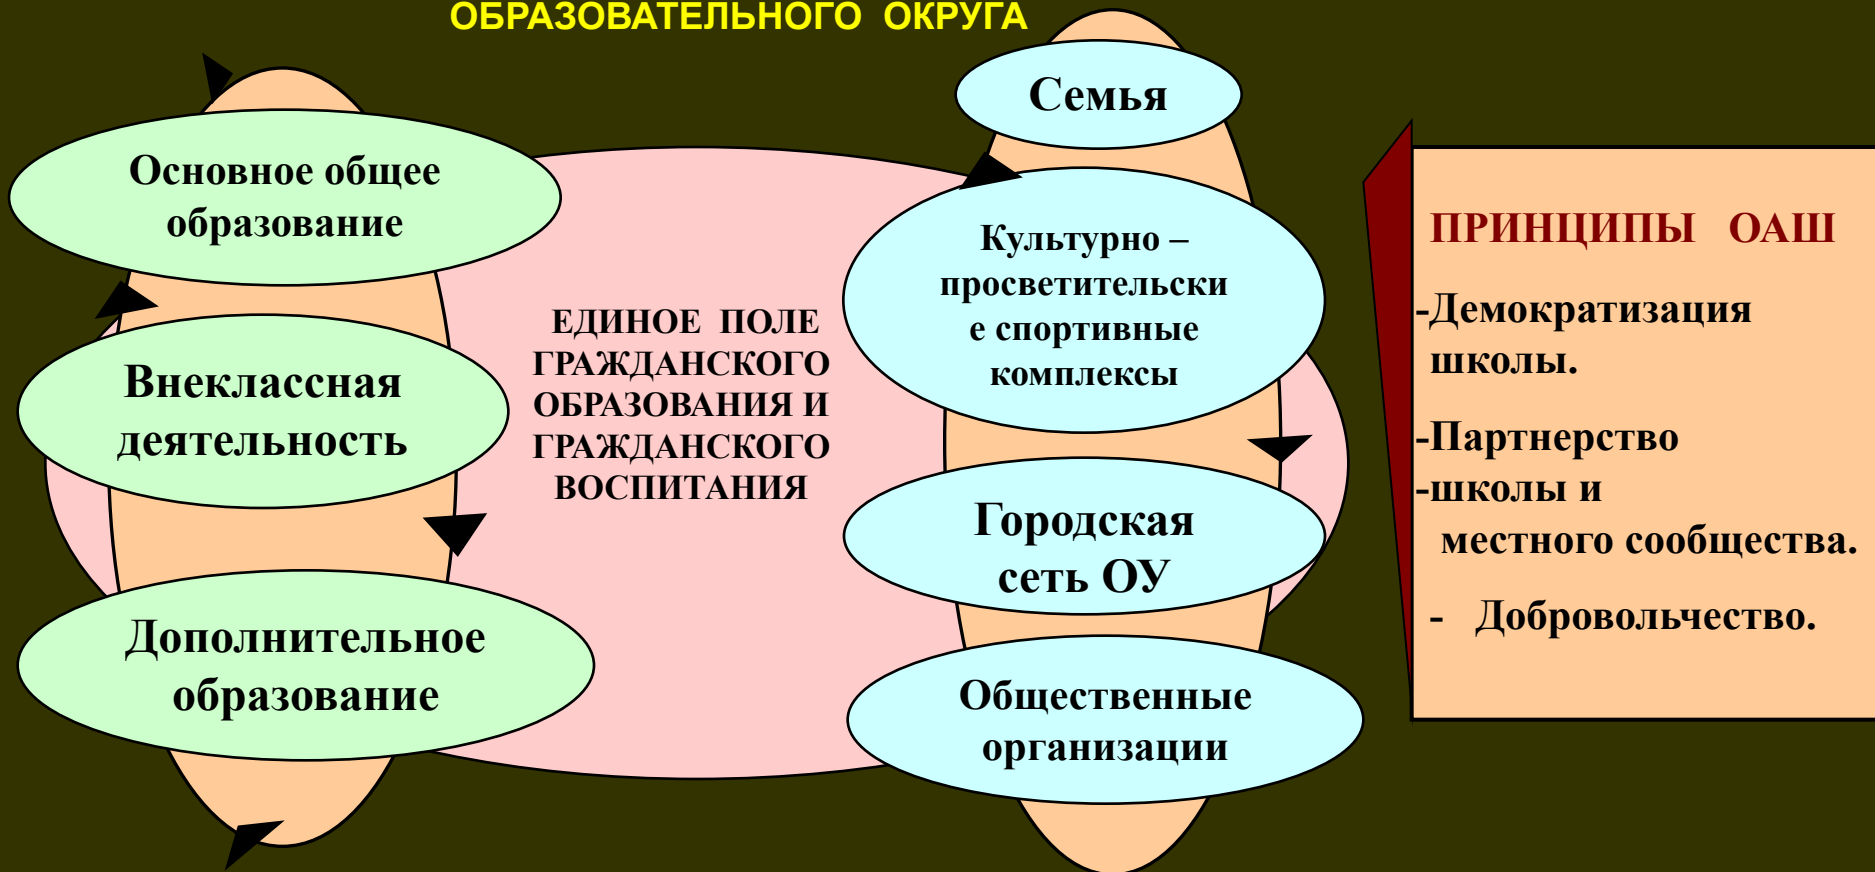 ОБРАЗОВАТЕЛЬНОГО ОКРУГА
Основное общее
образование
Внеклассная
деятельность
Дополнительное
образование
ЕДИНОЕ ПОЛЕ
ГРАЖДАНСКОГО
ОБРАЗОВАНИЯ И
ГРАЖДАНСКОГО
ВОСПИТАНИЯ
Семья
Культурно –
просветительски
е спортивные
комплексы
Городская
сеть ОУ
Общественные
организации
ПРИНЦИПЫ ОАШ
-Демократизация
школы.
-Партнерство
-школы и
местного сообщества.
- Добровольчество.